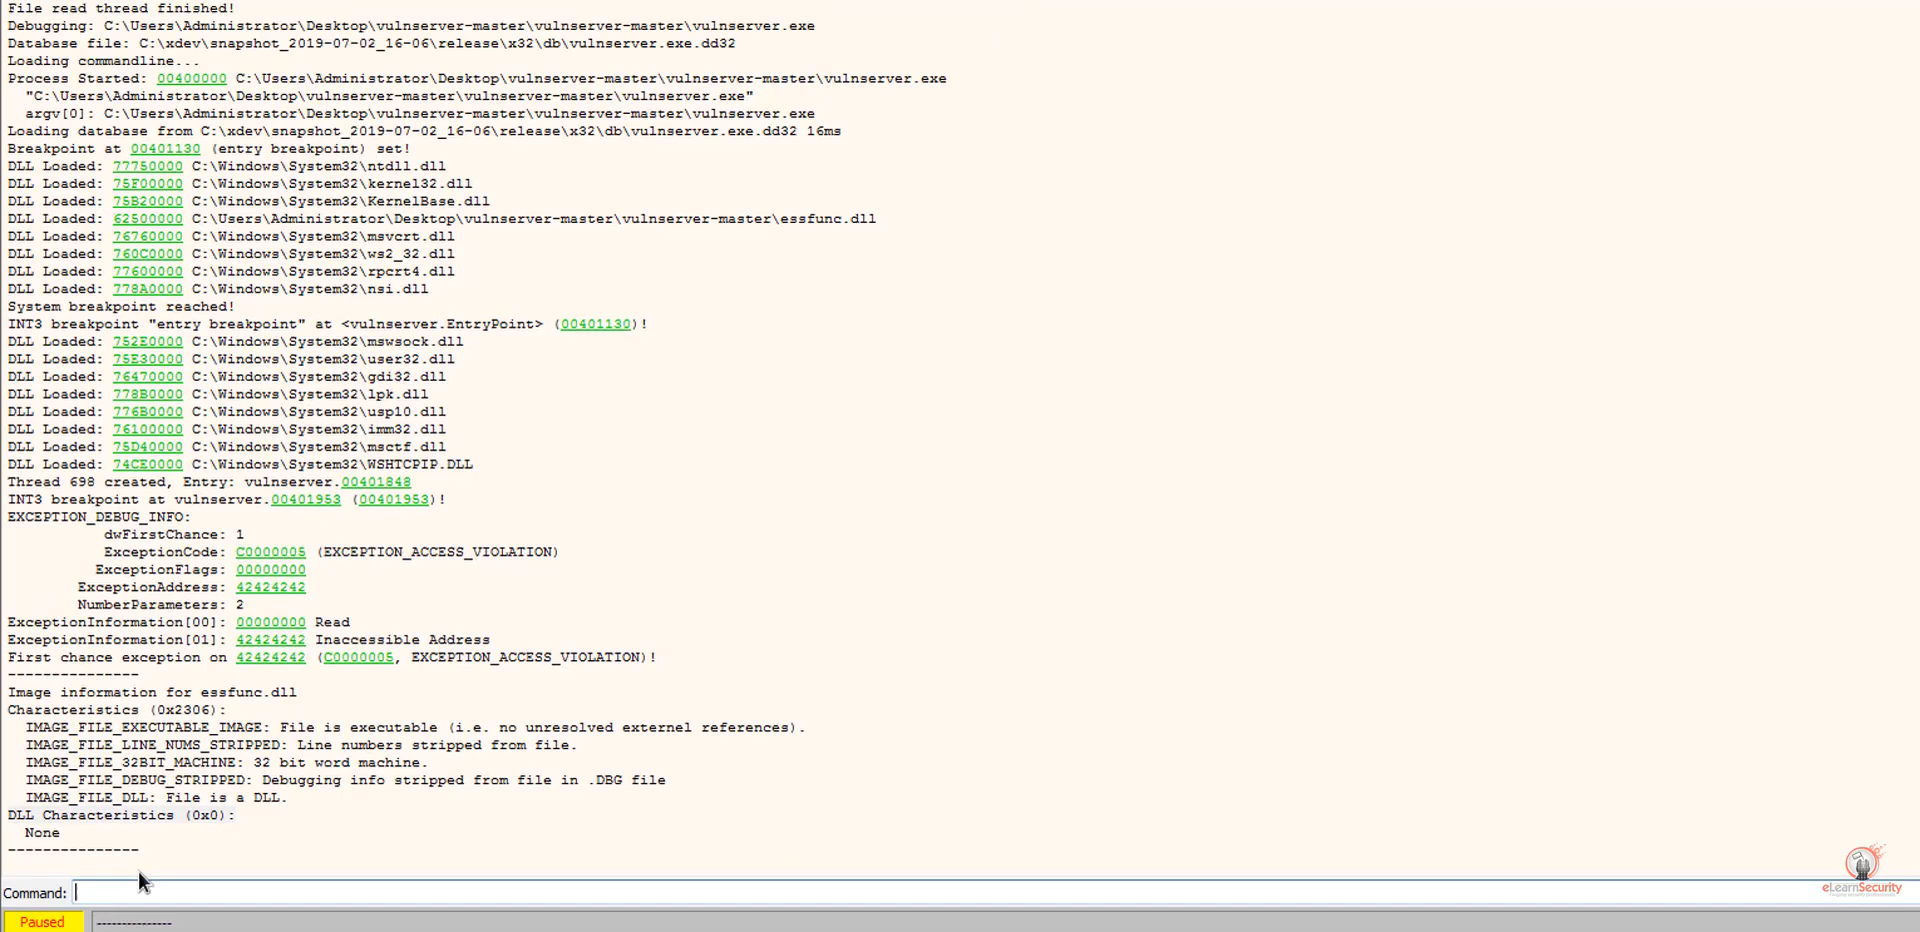 File read thread finished!
Debugging: C:\Users\Administrator\Desktop\vulnserver-master\vulnserver-master\vulnserver.exe
Database file: C:\xdev\snapshot_2019-07-02_16-06\release\x32\db\vulnserver.exe.dd32
Loading commandline...
Process Started: 00400000 C:\Users\Administrator\Desktop\vulnserver-master\vulnserver-master\vulnserver.exe
"C:\Users\Administrator\Desktop\vulnserver-master\vulnserver-master\vulnserver.exe"
argv[0]: C:\Users\Administrator\Desktop\vulnserver-master\vulnserver-master\vulnserver.exe
Loading database from C:\xdev\snapshot_2019-07-02_16-06\release\x32\db\vulnserver.exe.dd32 16ms
Breakpoint at 00401130 (entry breakpoint) set!
DLL Loaded: 77750000 C:\Windows\System32\ntdll.dll
DLL Loaded: 75F00000 C:\Windows\System32\kernel32.dll
DLL Loaded: 75B20000 C:\Windows\System32\KernelBase.dll
DLL Loaded: 62500000 C:\Users\Administrator\Desktop\vulnserver-master\vulnserver-master\essfunc.dll
DLL Loaded: 76760000 C:\Windows\System32\msvcrt.dll
DLL Loaded: 760C0000 C:\Windows\System32\ws2_32.dll
DLL Loaded: 77600000 C:\Windows\System32\rpcrt4.dll
DLL Loaded: 778A0000 C:\Windows\System32\nsi.dll
System breakpoint reached!
INT3 breakpoint "entry breakpoint" at <vulnserver.EntryPoint> (00401130)!
DLL Loaded: 752E0000 C:\Windows\System32\mswsock.dll
DLL Loaded: 75E30000 C:\Windows\System32\user32.dll
DLL Loaded: 76470000 C:\Windows\System32\gdi32.dll
DLL Loaded: 778B0000 C:\Windows\System32\lpk.dll
DLL Loaded: 776B0000 C:\Windows\System32\usp10.dll
DLL Loaded: 76100000 C:\Windows\System32\imm32.dll
DLL Loaded: 75D40000 C:\Windows\System32\msctf.dll
DLL Loaded: 74CE0000 C:\Windows\System32\WSHTCPIP.DLL
Thread 698 created, Entry: vulnserver.00401848
INT3 breakpoint at vulnserver.00401953 (00401953)!
EXCEPTION_DEBUG_INFO:
dwFirstChance: 1
ExceptionCode: C0000005 (EXCEPTION_ACCESS_VIOLATION)
ExceptionFlags: 00000000
ExceptionAddress: 42424242
NumberParameters: 2
ExceptionInformation[00]: 00000000 Read
ExceptionInformation[01]: 42424242 Inaccessible Address
First chance exception on 42424242 (C0000005, EXCEPTION_ACCESS_VIOLATION)!
---------------
Image information for essfunc.dll
Characteristics (0x2306):
IMAGE_FILE_EXECUTABLE_IMAGE: File is executable (i.e. no unresolved external references).
IMAGE_FILE_LINE_NUMS_STRIPPED: Line numbers stripped from file.
IMAGE_FILE_32BIT_MACHINE: 32 bit word machine.
IMAGE_FILE_DEBUG_STRIPPED: Debugging info stripped from file in .DBG file
IMAGE_FILE_DLL: File is a DLL.
DLL Characteristics (0x0):
None
---------------
Command:
eLearnSecurity
Paused ---------------